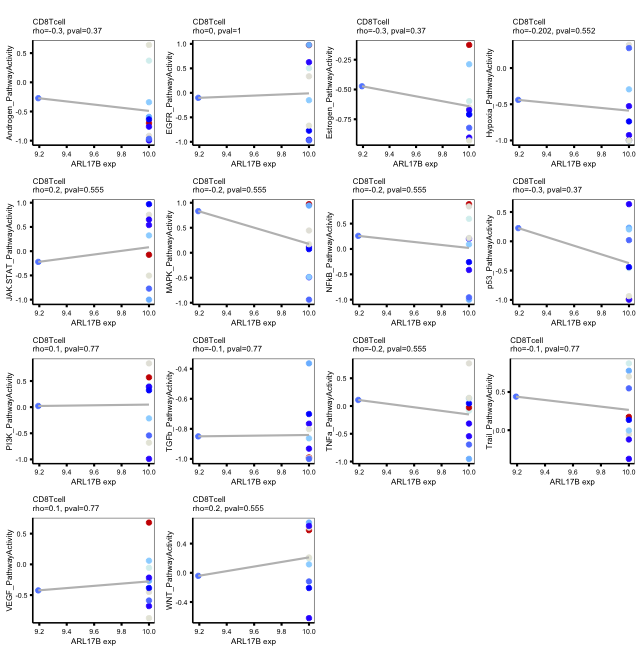 CD8Tcell
rho=-0.3, pval=0.37
Androgen_PathwayActivity
0.5
0.0
-0.5
-1.0
9.2 9.4 9.6 9.8 10.0
ARL17B exp
CD8Tcell
rho=0, pval=1
EGFR_PathwayActivity
1.0
0.5
0.0
-0.5
-1.0
9.2 9.4 9.6 9.8 10.0
ARL17B exp
CD8Tcell
rho=-0.3, pval=0.37
Estrogen_PathwayActivity
-0.25
-0.50
-0.75
9.2 9.4 9.6 9.8 10.0
ARL17B exp
CD8Tcell
rho=-0.202, pval=0.552
Hypoxia_PathwayActivity
0.0
-0.5
-1.0
9.2 9.4 9.6 9.8 10.0
ARL17B exp
CD8Tcell
rho=0.2, pval=0.555
JAK.STAT_PathwayActivity
1.0
0.5
0.0
-0.5
-1.0
9.2 9.4 9.6 9.8 10.0
ARL17B exp
CD8Tcell
rho=-0.2, pval=0.555
MAPK_PathwayActivity
1.0
0.5
0.0
-0.5
-1.0
9.2 9.4 9.6 9.8 10.0
ARL17B exp
CD8Tcell
rho=-0.2, pval=0.555
NFkB_PathwayActivity
0.5
0.0
-0.5
-1.0
9.2 9.4 9.6 9.8 10.0
ARL17B exp
CD8Tcell
rho=-0.3, pval=0.37
p53_PathwayActivity
0.5
0.0
-0.5
-1.0
9.2 9.4 9.6 9.8 10.0
ARL17B exp
CD8Tcell
rho=0.1, pval=0.77
PI3K_PathwayActivity
0.5
0.0
-0.5
-1.0
9.2 9.4 9.6 9.8 10.0
ARL17B exp
CD8Tcell
rho=-0.1, pval=0.77
TGFb_PathwayActivity
-0.4
-0.6
-0.8
-1.0
9.2 9.4 9.6 9.8 10.0
ARL17B exp
CD8Tcell
rho=-0.2, pval=0.555
TNFa_PathwayActivity
0.5
0.0
-0.5
-1.0
9.2 9.4 9.6 9.8 10.0
ARL17B exp
CD8Tcell
rho=-0.1, pval=0.77
Trail_PathwayActivity
0.5
0.0
9.2 9.4 9.6 9.8 10.0
ARL17B exp
CD8Tcell
rho=0.1, pval=0.77
VEGF_PathwayActivity
0.5
0.0
-0.5
9.2 9.4 9.6 9.8 10.0
ARL17B exp
CD8Tcell
rho=0.2, pval=0.555
WNT_PathwayActivity
0.4
0.0
-0.4
9.2 9.4 9.6 9.8 10.0
ARL17B exp